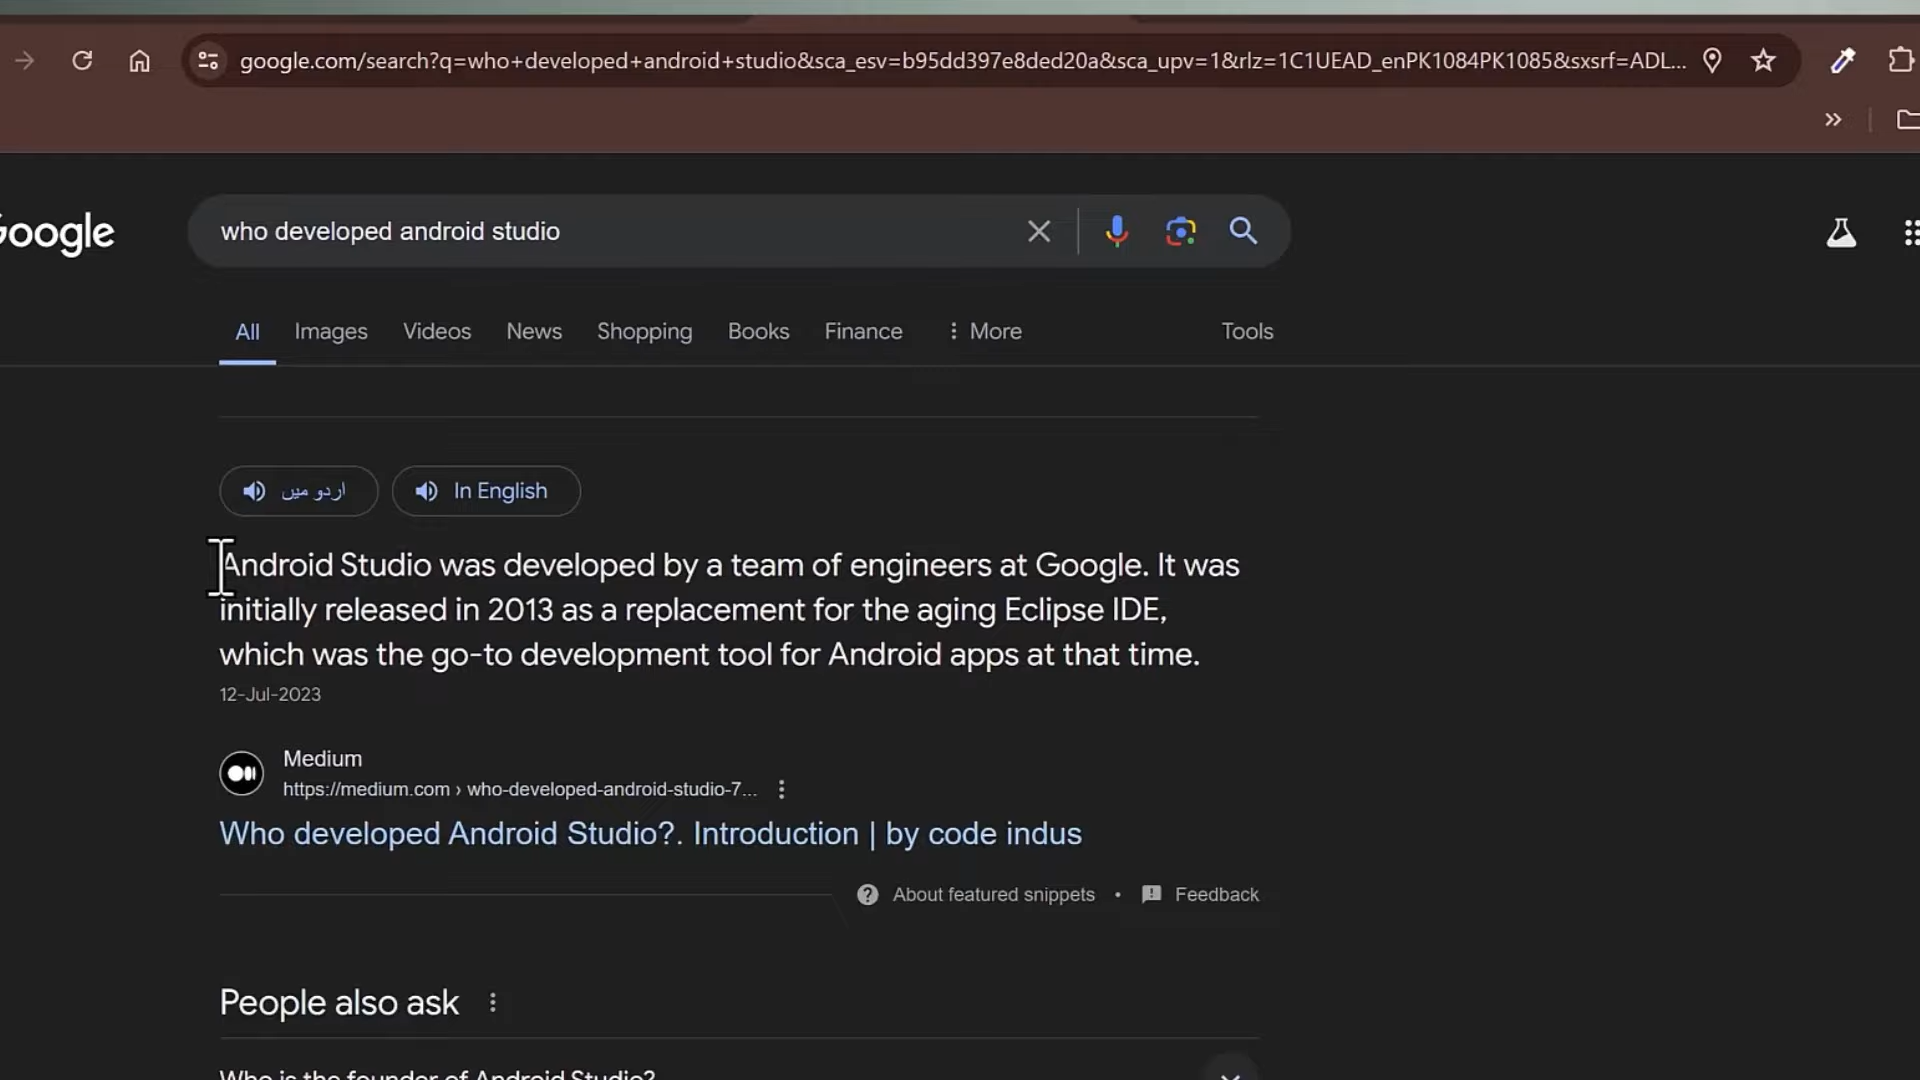 google.com/search?q=who+developed+android+studio&sca_esv=b95dd397e8ded20a&sca_upv=1&rlz=1C1UEAD_enPK1084PK1085&sxsrf=ADL...
Google
who developed android studio
All Images Videos News Shopping Books Finance More Tools
اردو میں In English
Android Studio was developed by a team of engineers at Google. It was
initially released in 2013 as a replacement for the aging Eclipse IDE,
which was the go-to development tool for Android apps at that time.
12-Jul-2023
Medium
https://medium.com › who-developed-android-studio-7...
Who developed Android Studio?. Introduction | by code indus
About featured snippets • Feedback
People also ask
Who is the founder of Android Studio?